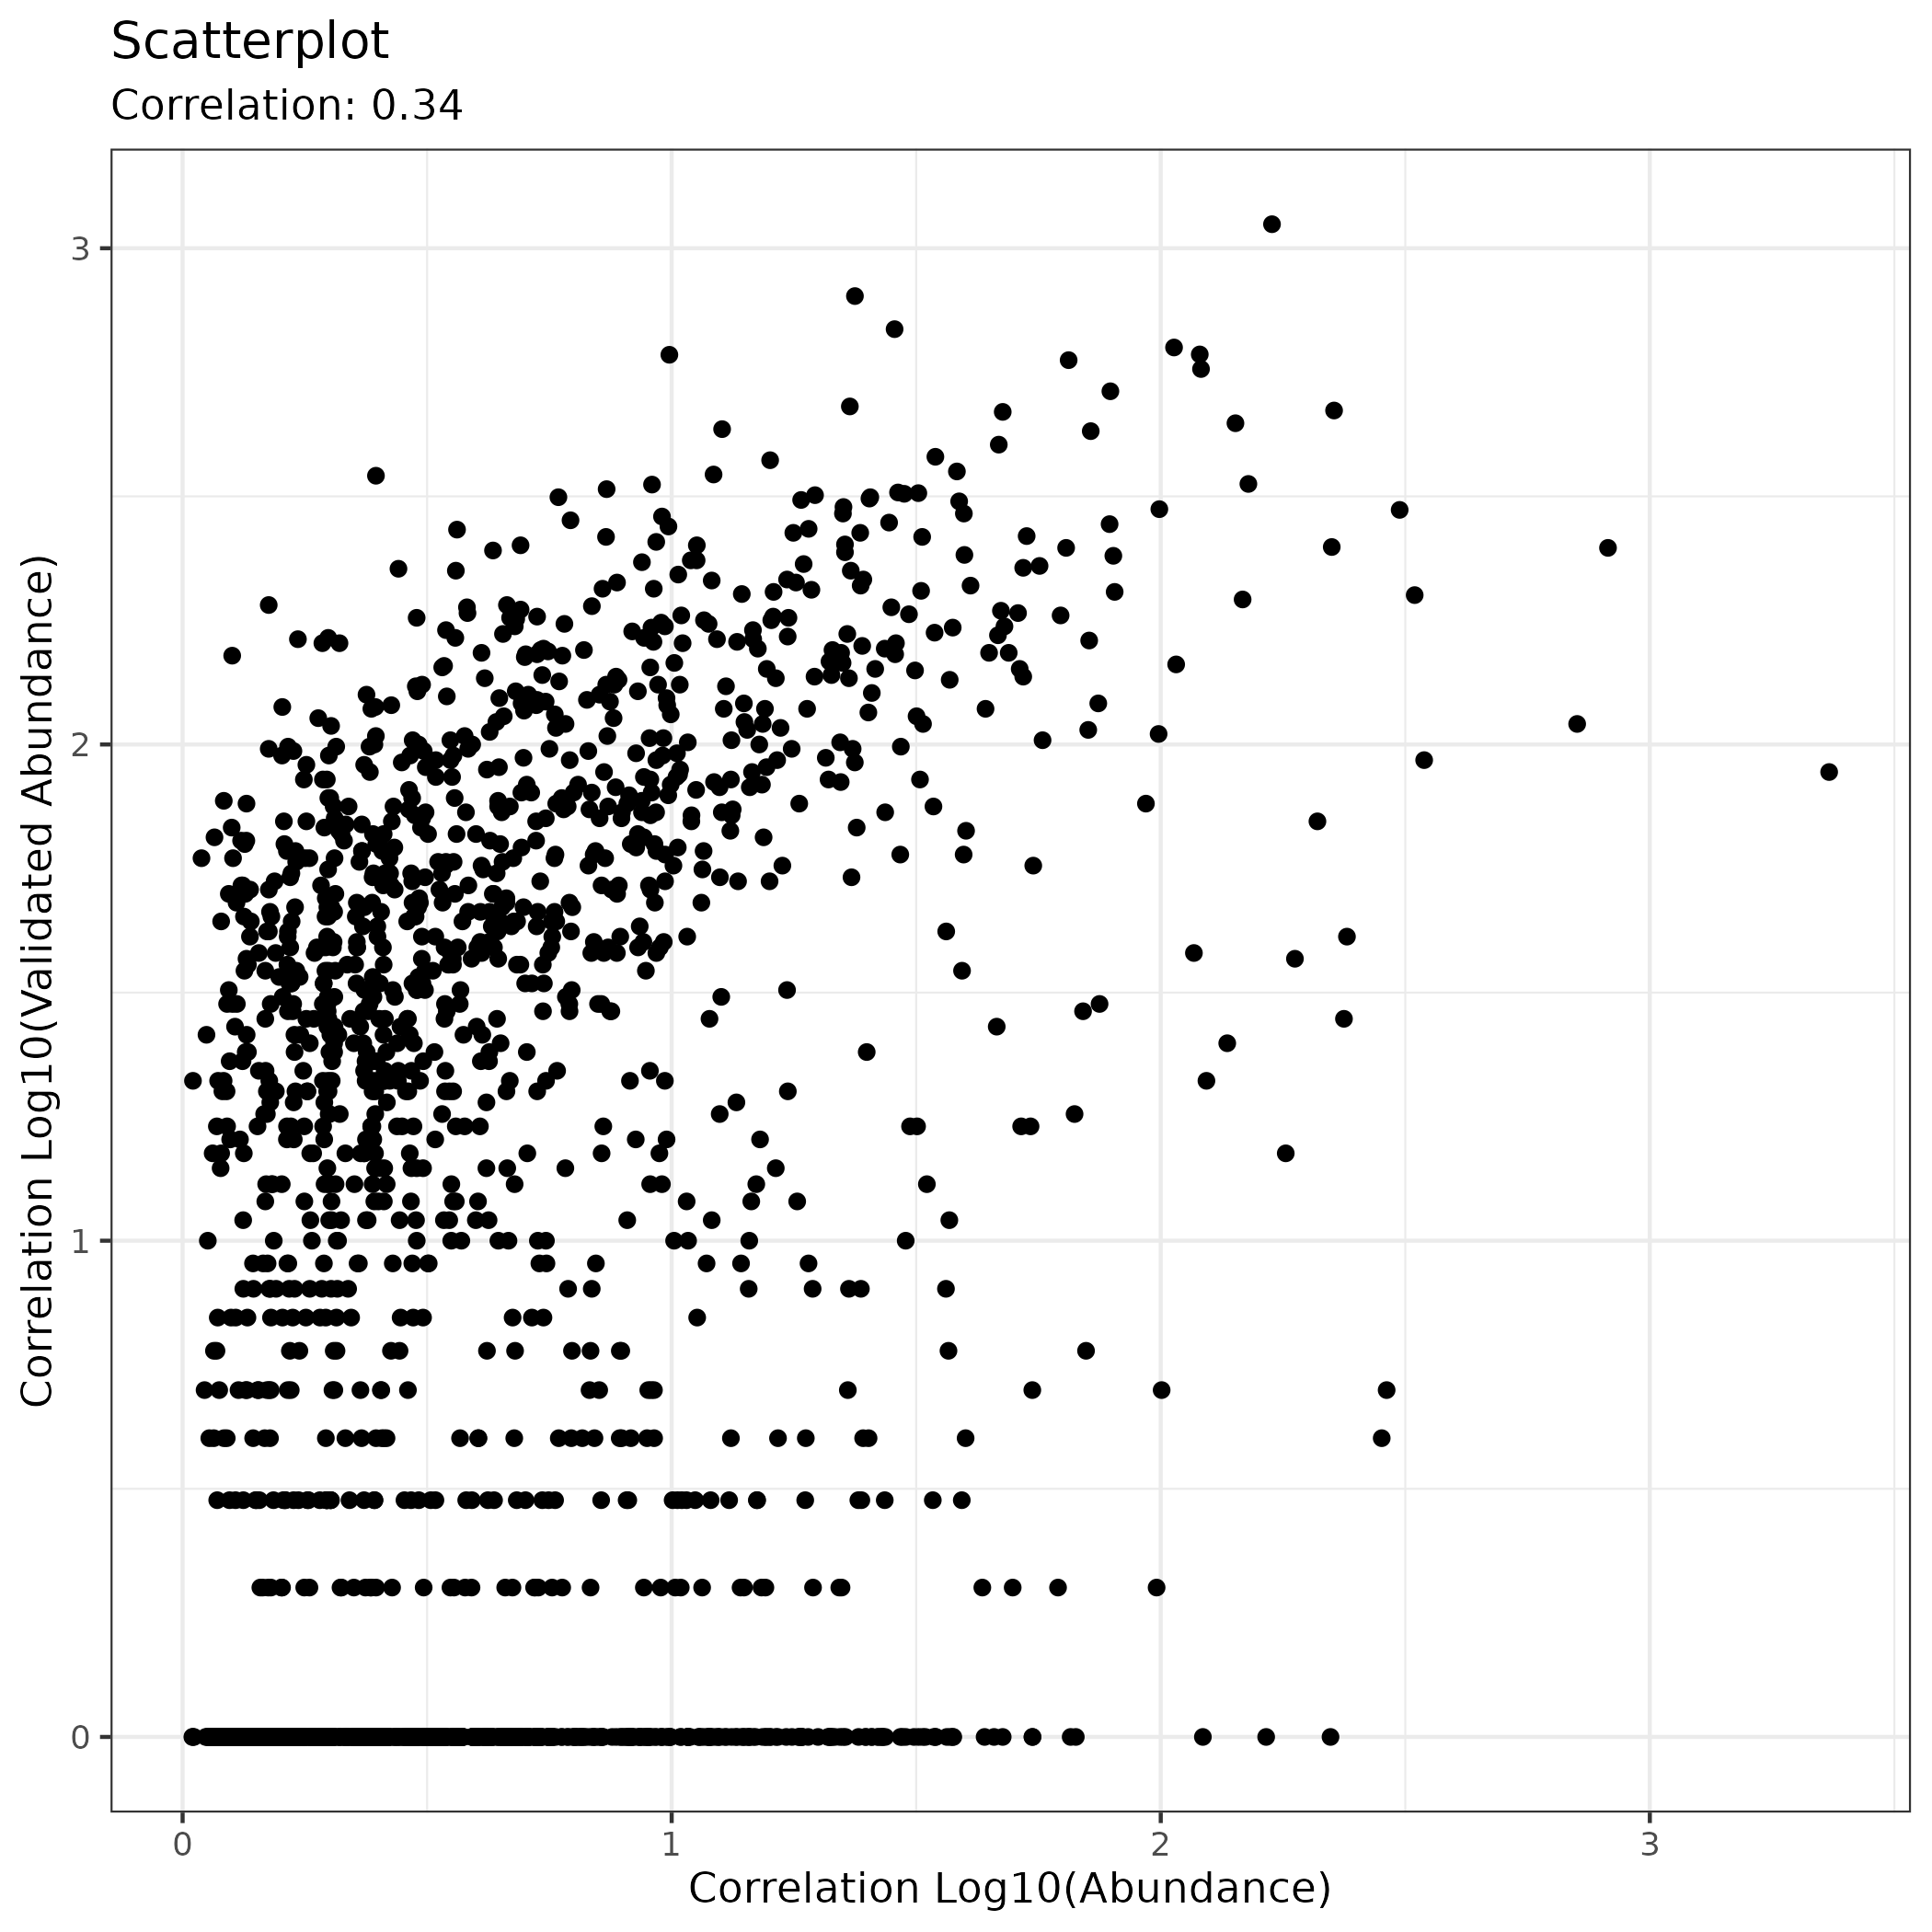 Scatterplot
Correlation: 0.34
Correlation Log10(Validated Abundance)
3
2
1
0
0 1 2 3
Correlation Log10(Abundance)